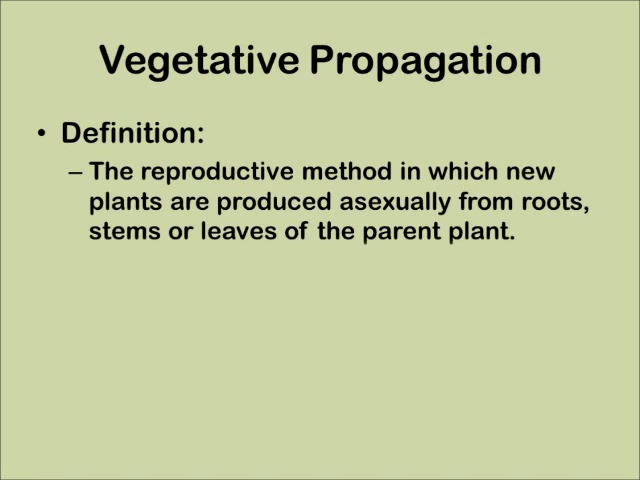 Vegetative Propagation
• Definition:
– The reproductive method in which new
plants are produced asexually from roots,
stems or leaves of the parent plant.